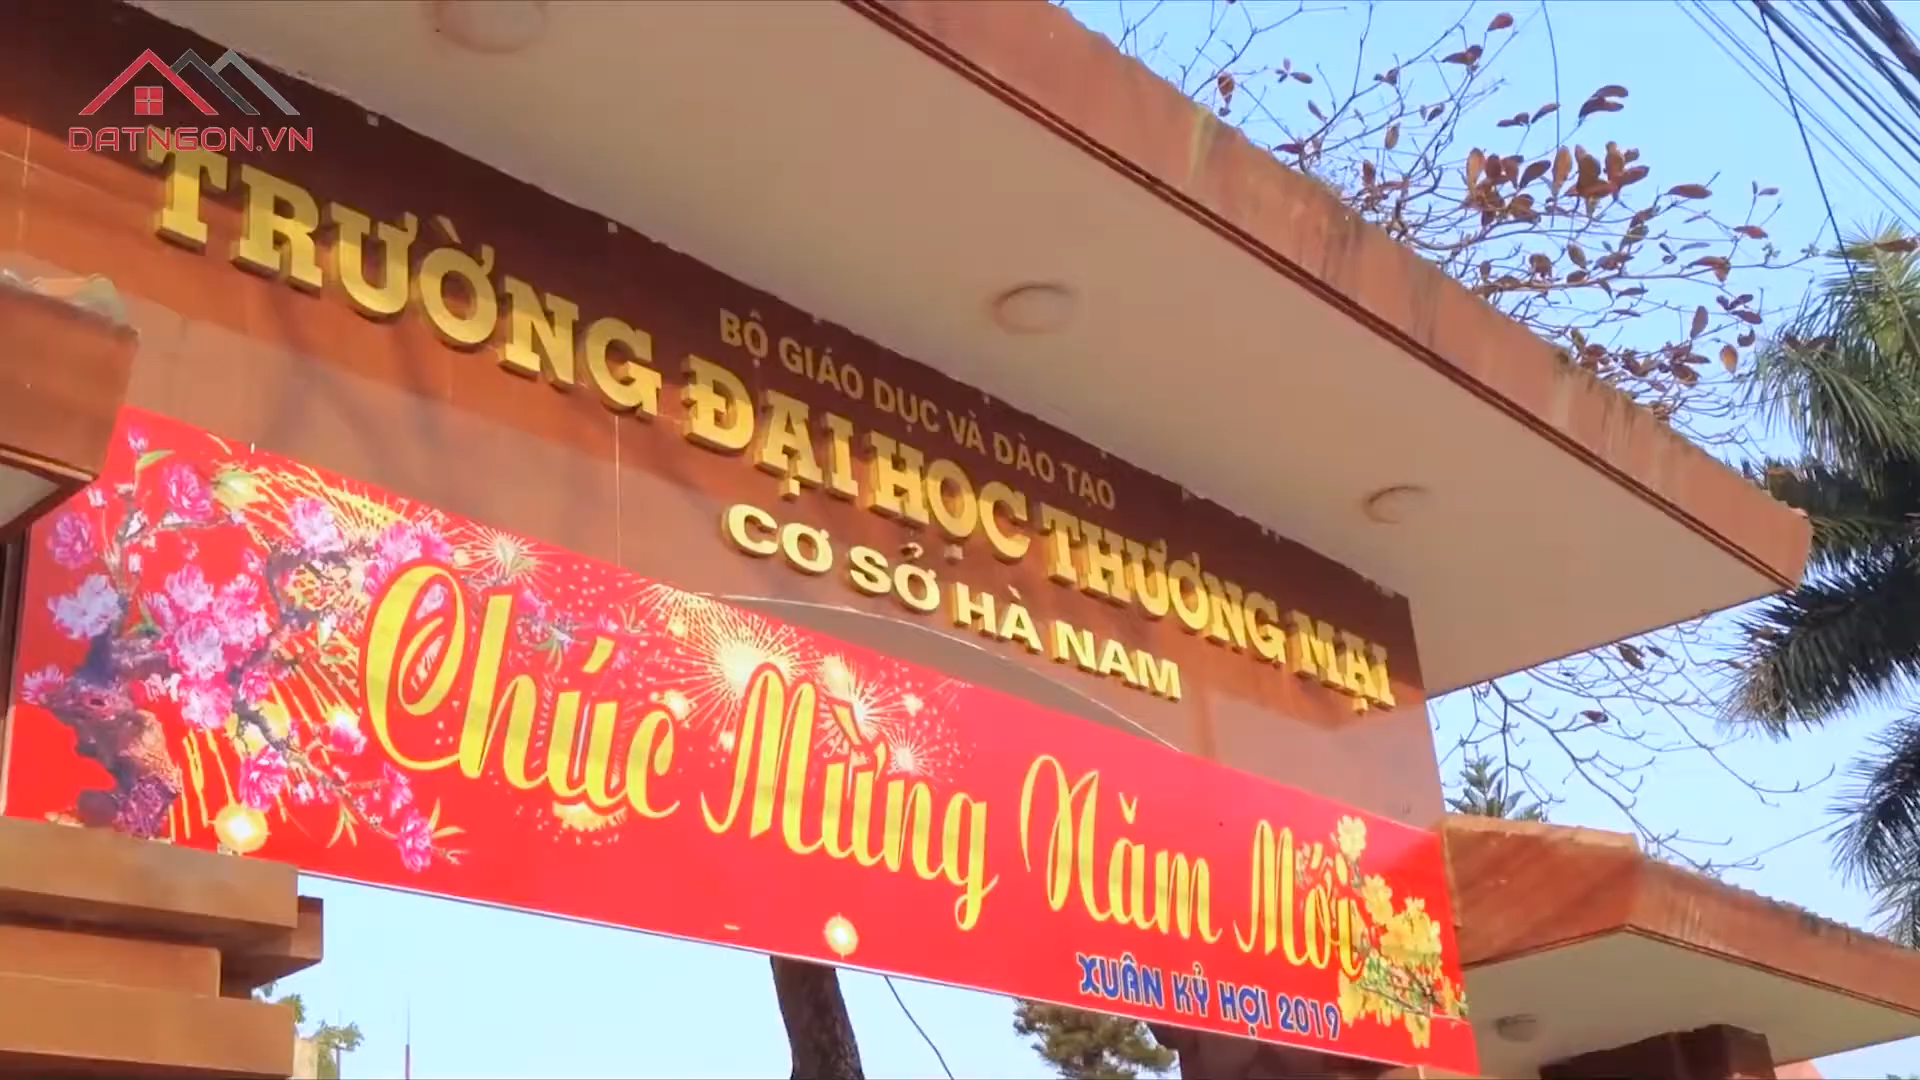 DATNGON.VN
BỘ GIÁO DỤC VÀ ĐÀO TẠO
TRƯỜNG ĐẠI HỌC THƯƠNG MẠI
CƠ SỞ HÀ NAM
Chúc Mừng Năm Mới
XUÂN KỶ HỢI 2019